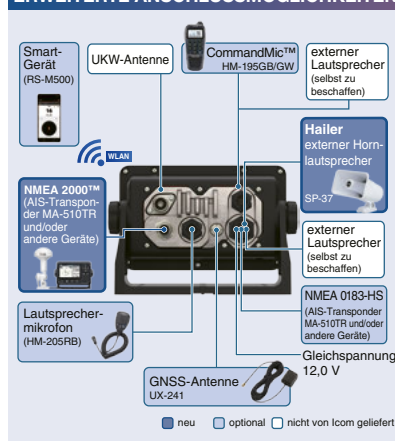 ERWEITERTE ANSCHLUSSMÖGLICHKEITEN
Smart-
Gerät
(RS-M500)
UKW-Antenne
CommandMic™
HM-195GB/GW
externer
Lautsprecher
(selbst zu
beschaffen)
WLAN
Hailer
externer Horn-
lautsprecher
SP-37
NMEA 2000™
(AIS-Transpon-
der MA-510TR
und/oder
andere Geräte)
externer
Lautsprecher
(selbst zu
beschaffen)
Lautsprecher-
mikrofon
(HM-205RB)
NMEA 0183-HS
(AIS-Transponder
MA-510TR und/oder
andere Geräte)
Gleichspannung
12,0 V
GNSS-Antenne
UX-241
neu
optional
nicht von Icom geliefert